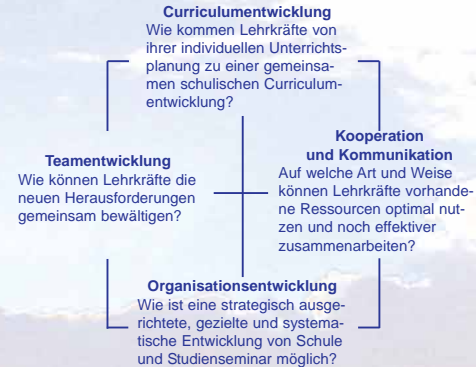 Curriculumentwicklung
Wie kommen Lehrkräfte von
ihrer individuellen Unterrichts-
planung zu einer gemeinsa-
men schulischen Curriculum-
entwicklung?
Teamentwicklung
Wie können Lehrkräfte die
neuen Herausforderungen
gemeinsam bewältigen?
Kooperation
und Kommunikation
Auf welche Art und Weise
können Lehrkräfte vorhande-
ne Ressourcen optimal nut-
zen und noch effektiver
zusammenarbeiten?
Organisationsentwicklung
Wie ist eine strategisch ausge-
richtete, gezielte und systema-
tische Entwicklung von Schule
und Studienseminar möglich?